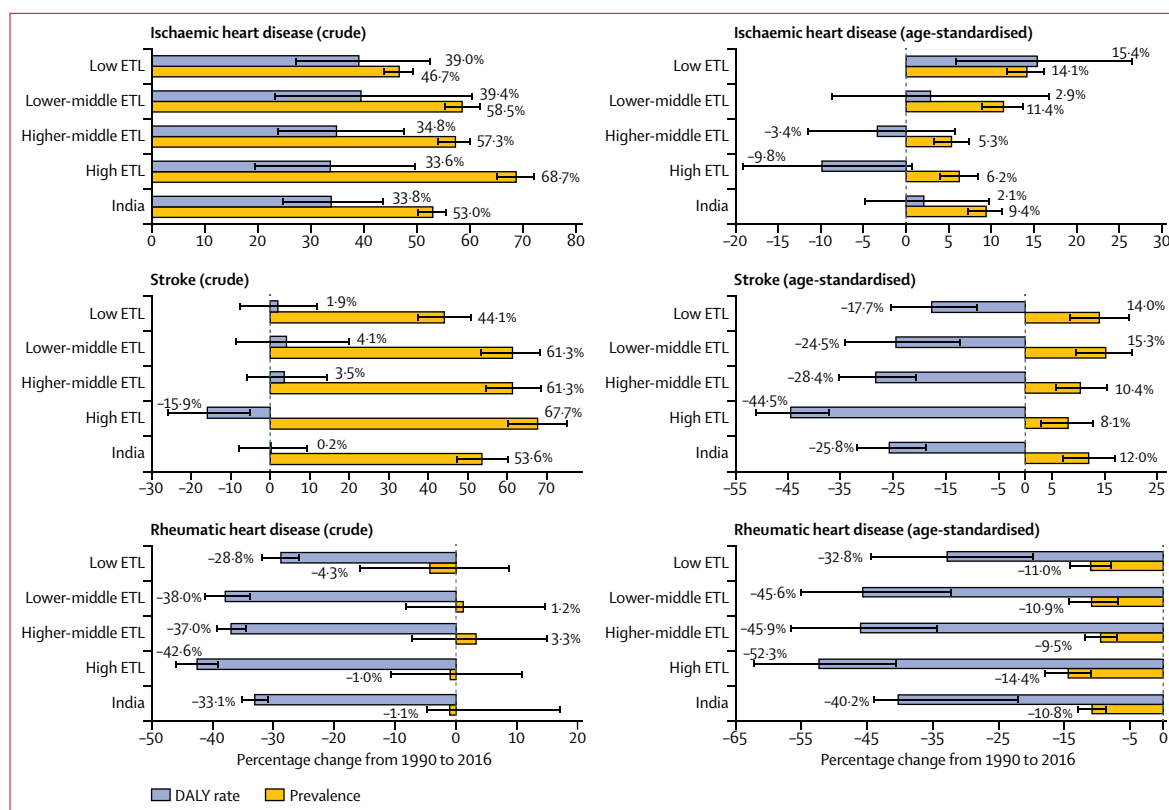 Ischaemic heart disease (crude)
Low ETL
39·0%
46·7%
Lower-middle ETL
39·4%
58·5%
Higher-middle ETL
34·8%
57·3%
High ETL
33·6%
68·7%
India
33·8%
53·0%
0 10 20 30 40 50 60 70 80
Ischaemic heart disease (age-standardised)
Low ETL
15·4%
14·1%
Lower-middle ETL
2·9%
11·4%
Higher-middle ETL
–3·4%
5·3%
High ETL
–9·8%
6·2%
India
2·1%
9·4%
–20 –15 –10 –5 0 5 10 15 20 25 30
Stroke (crude)
Low ETL
1·9%
44·1%
Lower-middle ETL
4·1%
61·3%
Higher-middle ETL
3·5%
61·3%
High ETL
–15·9%
67·7%
India
0·2%
53·6%
–30 –20 –10 0 10 20 30 40 50 60 70
Stroke (age-standardised)
Low ETL
–17·7%
14·0%
Lower-middle ETL
–24·5%
15·3%
Higher-middle ETL
–28·4%
10·4%
High ETL
–44·5%
8·1%
India
–25·8%
12·0%
–55 –45 –35 –25 –15 –5 0 5 15 25
Rheumatic heart disease (crude)
Low ETL
–28·8%
–4·3%
Lower-middle ETL
–38·0%
1·2%
Higher-middle ETL
–37·0%
3·3%
High ETL
–42·6%
–1·0%
India
–33·1%
–1·1%
–50 –40 –30 –20 –10 0 10 20
Percentage change from 1990 to 2016
Rheumatic heart disease (age-standardised)
Low ETL
–32·8%
–11·0%
Lower-middle ETL
–45·6%
–10·9%
Higher-middle ETL
–45·9%
–9·5%
High ETL
–52·3%
–14·4%
India
–40·2%
–10·8%
–65 –55 –45 –35 –25 –15 –5 0
Percentage change from 1990 to 2016
DALY rate Prevalence